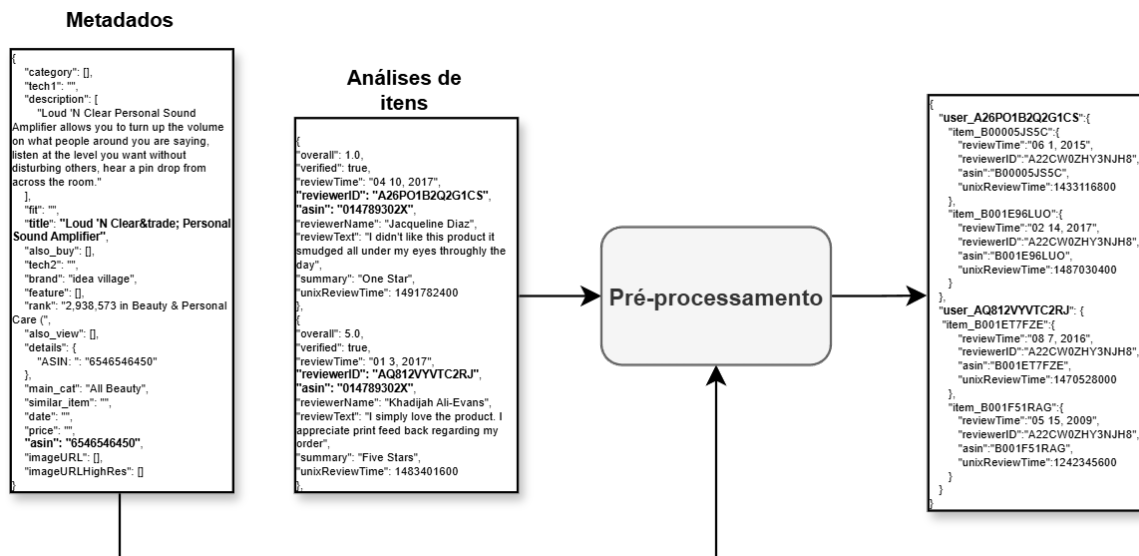 Metadados
{
"category": [],
"tech1": "",
"description": [
"Loud 'N Clear Personal Sound
Amplifier allows you to turn up the volume
on what people around you are saying,
listen at the level you want without
disturbing others, hear a pin drop from
across the room."
],
"fit": "",
"title": "Loud 'N Clear&trade; Personal
Sound Amplifier",
"also_buy": [],
"tech2": "",
"brand": "idea village",
"feature": [],
"rank": "2,938,573 in Beauty & Personal
Care (",
"also_view": [],
"details": {
"ASIN: ": "6546546450"
},
"main_cat": "All Beauty",
"similar_item": "",
"date": "",
"price": "",
"asin": "6546546450",
"imageURL": [],
"imageURLHighRes": []
}
Análises de
itens
{
"overall": 1.0,
"verified": true,
"reviewTime": "04 10, 2017",
"reviewerID": "A26PO1B2Q2G1CS",
"asin": "014789302X",
"reviewerName": "Jacqueline Diaz",
"reviewText": "I didn't like this product it
smudged all under my eyes throughly the
day",
"summary": "One Star",
"unixReviewTime": 1491782400
},
{
"overall": 5.0,
"verified": true,
"reviewTime": "01 3, 2017",
"reviewerID": "AQ812VYVTC2RJ",
"asin": "014789302X",
"reviewerName": "Khadijah Ali-Evans",
"reviewText": "I simply love the product. I
appreciate print feed back regarding my
order",
"summary": "Five Stars",
"unixReviewTime": 1483401600
},
Pré-processamento
{
"user_A26PO1B2Q2G1CS":{
"item_B00005JS5C":{
"reviewTime":"06 1, 2015",
"reviewerID":"A22CW0ZHY3NJH8",
"asin":"B00005JS5C",
"unixReviewTime":1433116800
},
"item_B001E96LUO":{
"reviewTime":"02 14, 2017",
"reviewerID":"A22CW0ZHY3NJH8",
"asin":"B001E96LUO",
"unixReviewTime":1487030400
}
},
"user_AQ812VYVTC2RJ": {
"item_B001ET7FZE":{
"reviewTime":"08 7, 2016",
"reviewerID":"A22CW0ZHY3NJH8",
"asin":"B001ET7FZE",
"unixReviewTime":1470528000
},
"item_B001F51RAG":{
"reviewTime":"05 15, 2009",
"reviewerID":"A22CW0ZHY3NJH8",
"asin":"B001F51RAG",
"unixReviewTime":1242345600
}
}
}